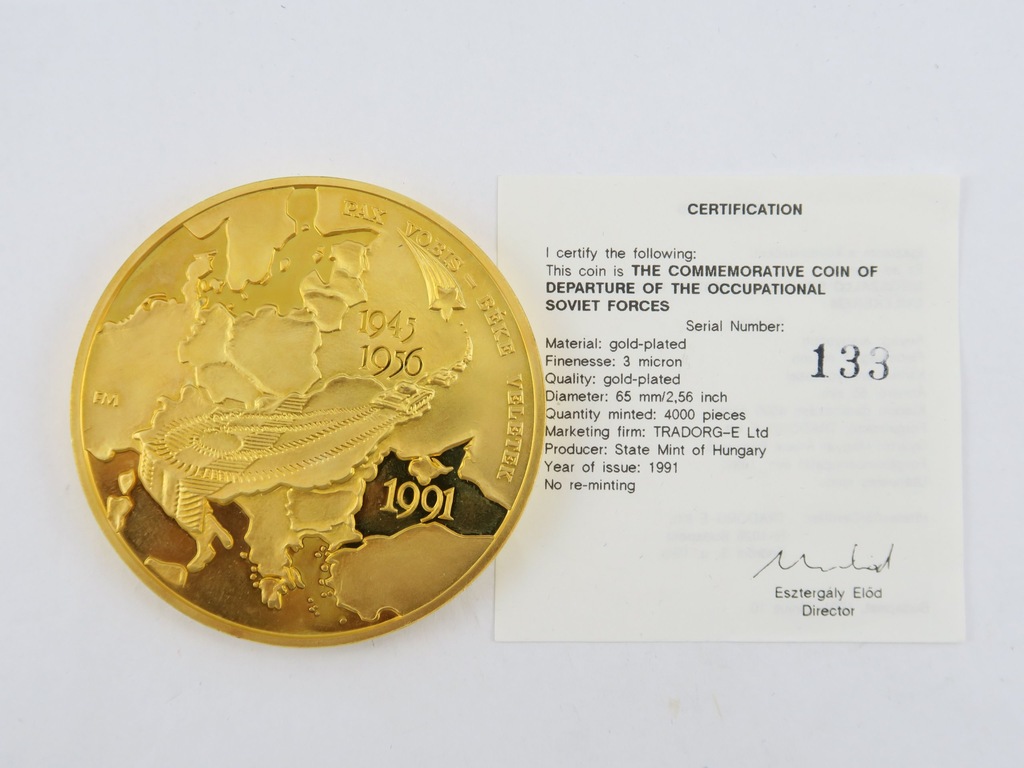 PAX VOBIS – BÉKE VELETEK
1945
1956
1991
CERTIFICATION
I certify the following:
This coin is THE COMMEMORATIVE COIN OF
DEPARTURE OF THE OCCUPATIONAL
SOVIET FORCES
Serial Number:
133
Material: gold-plated
Finenesse: 3 micron
Quality: gold-plated
Diameter: 65 mm/2,56 inch
Quantity minted: 4000 pieces
Marketing firm: TRADORG-E Ltd
Producer: State Mint of Hungary
Year of issue: 1991
No re-minting
Esztergály Előd
Director